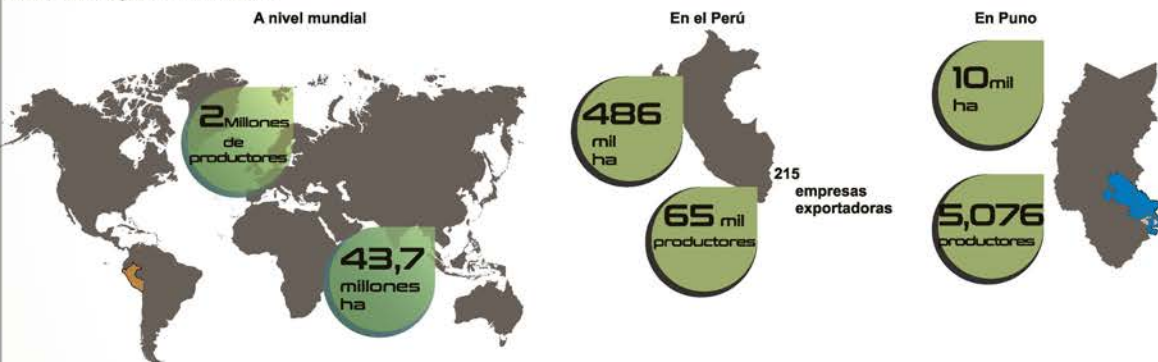 A nivel mundial
2 Millones
de
productores
43,7
millones
ha
En el Perú
486
mil
ha
65 mil
productores
215
empresas
exportadoras
En Puno
10 mil
ha
5,076
productores